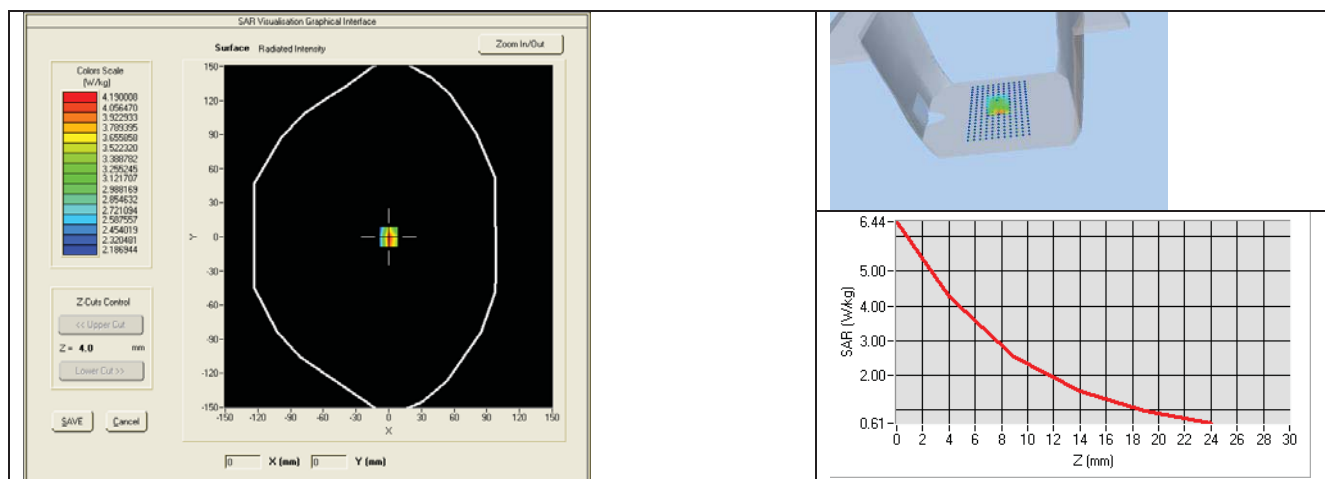 SAR Visualisation Graphical Interface
Surface Radiated Intensity
Zoom In/Out
Colors Scale
(W/kg)
4.190008
4.056470
3.922933
3.789395
3.655858
3.522320
3.388782
3.255245
3.121707
2.988169
2.854632
2.721094
2.587557
2.454019
2.320481
2.186944
Z-Cuts Control
<< Upper Cut
Z = 4.0 mm
Lower Cut >>
SAVE Cancel
150
120
90
60
30
0
-30
-60
-90
-120
-150
Y
-150 -120 -90 -60 -30 0 30 60 90 120 150
X
0 X (mm) 0 Y (mm)
6.44
5.00
4.00
3.00
2.00
0.61
SAR (W/kg)
0 2 4 6 8 10 12 14 16 18 20 22 24 26 28 30
Z (mm)